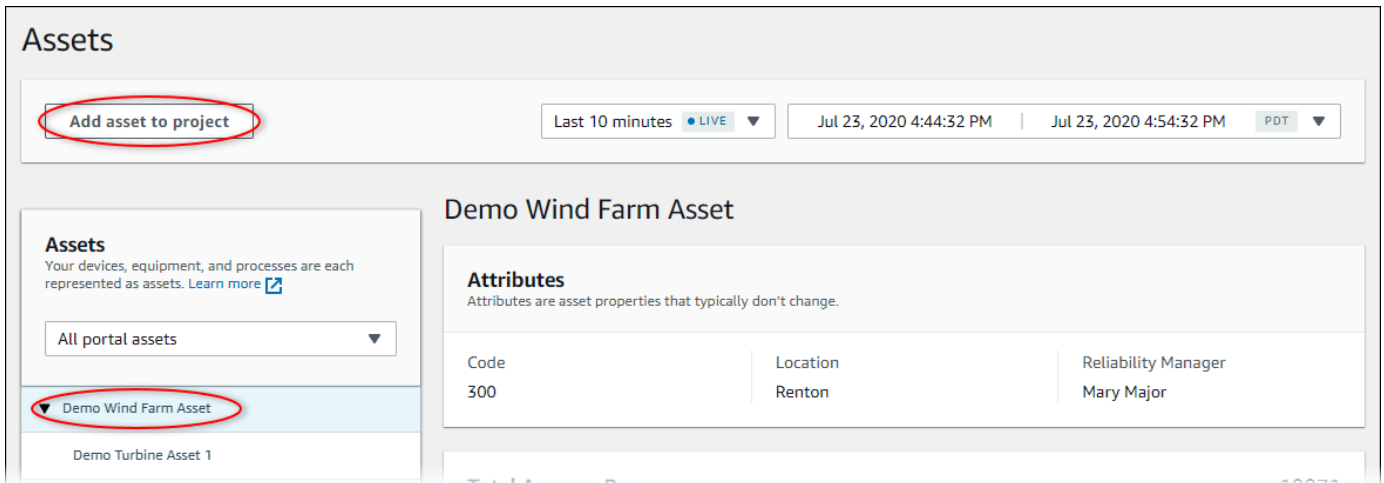 Assets
Add asset to project
Last 10 minutes LIVE
Jul 23, 2020 4:44:32 PM | Jul 23, 2020 4:54:32 PM PDT
Assets
Your devices, equipment, and processes are each
represented as assets. Learn more
All portal assets
Demo Wind Farm Asset
Demo Turbine Asset 1
Demo Wind Farm Asset
Attributes
Attributes are asset properties that typically don't change.
Code
300
Location
Renton
Reliability Manager
Mary Major